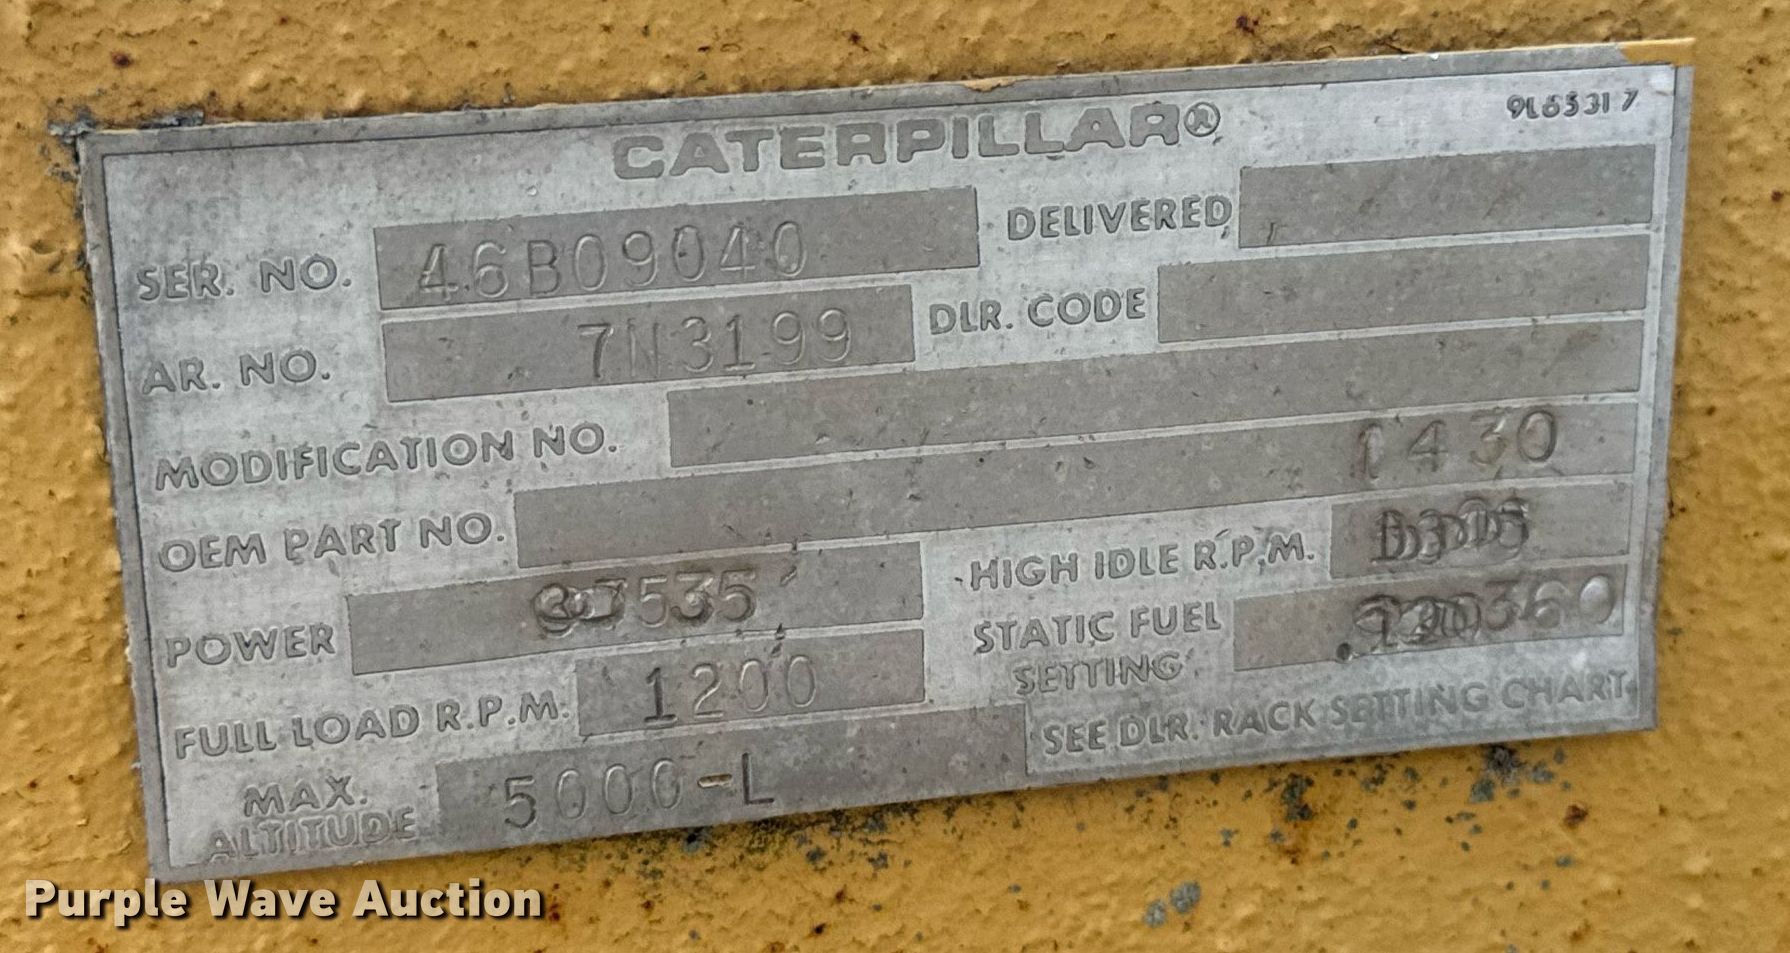 CATERPILLAR®
9L65317
SER. NO. 46B09040
DELIVERED
AR. NO. 7N3199
DLR. CODE
MODIFICATION NO.
OEM PART NO. 1430
POWER
HIGH IDLE R.P.M.
FULL LOAD R.P.M. 1200
STATIC FUEL
SETTING
SEE DLR. RACK SETTING CHART
MAX.
ALTITUDE 5000-L
Purple Wave Auction